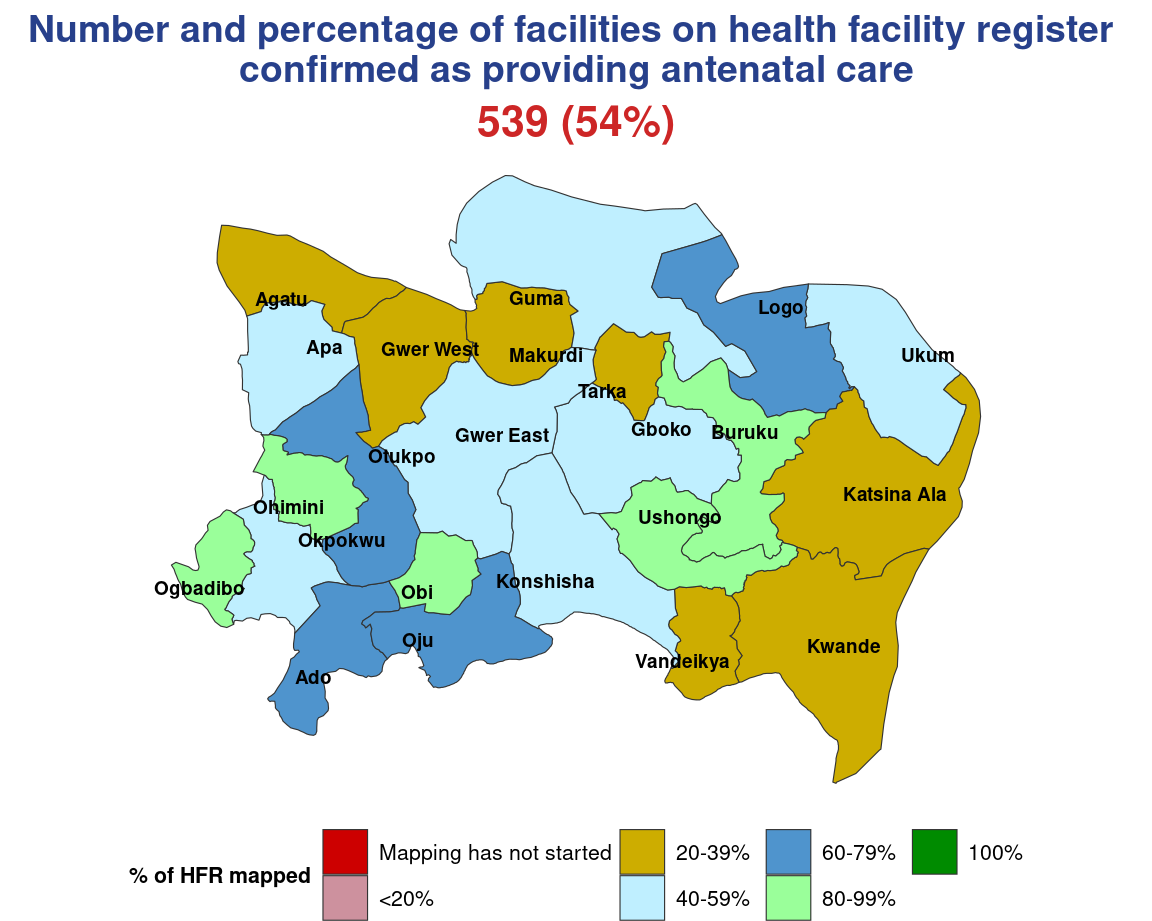 Number and percentage of facilities on health facility register
confirmed as providing antenatal care
539 (54%)
Agatu
Guma
Logo
Apa
Gwer West
Makurdi
Ukum
Tarka
Gwer East
Gboko
Buruku
Otukpo
Katsina Ala
Ohimini
Ushongo
Okpokwu
Ogbadibo
Obi
Konshisha
Oju
Kwande
Vandeikya
Ado
% of HFR mapped
Mapping has not started
<20%
20-39%
40-59%
60-79%
80-99%
100%